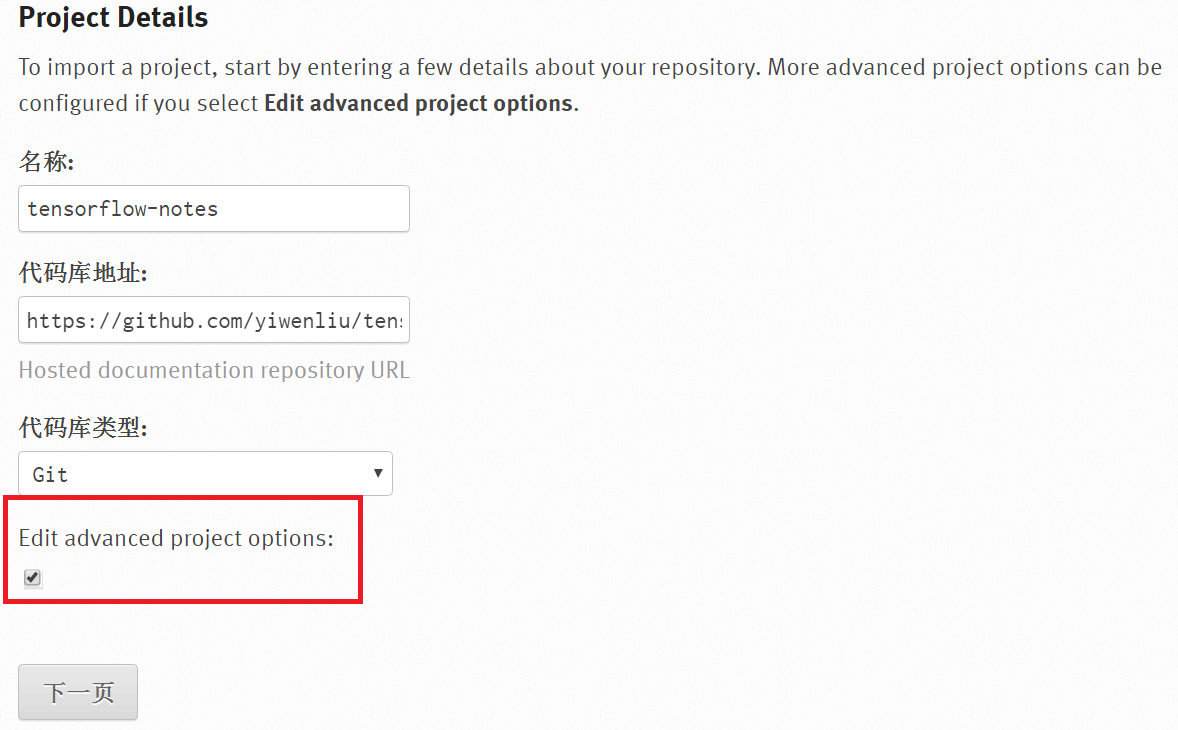 Project Details
To import a project, start by entering a few details about your repository. More advanced project options can be
configured if you select Edit advanced project options.
名称:
tensorflow-notes
代码库地址:
https://github.com/yiwenliu/tens
Hosted documentation repository URL
代码库类型:
Git
Edit advanced project options:
下一页